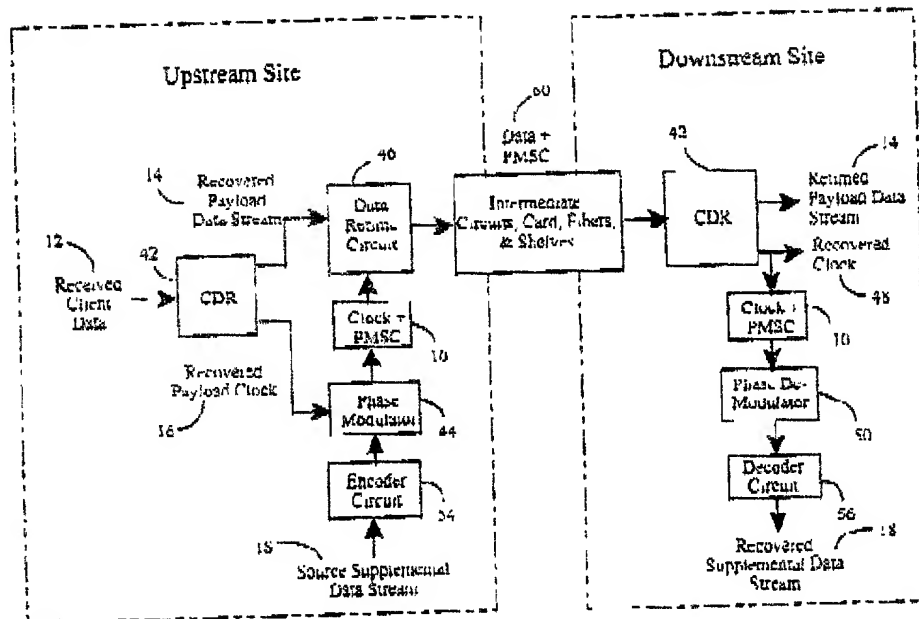 Upstream Site
Downstream Site
60
Data +
PMSC
14
Recovered
Payload
Data Stream
46
Data
Retime
Circuit
Intermediate
Circuits, Card, Fibers,
& Shelves
42
CDR
14
Retimed
Payload Data
Stream
Recovered
Clock
48
12
Received
Client
Data
42
CDR
Clock +
PMSC
10
Recovered
Payload Clock
16
Phase
Modulator
44
Encoder
Circuit
54
18
Source Supplemental
Data Stream
Clock +
PMSC
10
Phase De-
Modulator
50
Decoder
Circuit
56
18
Recovered
Supplemental Data
Stream